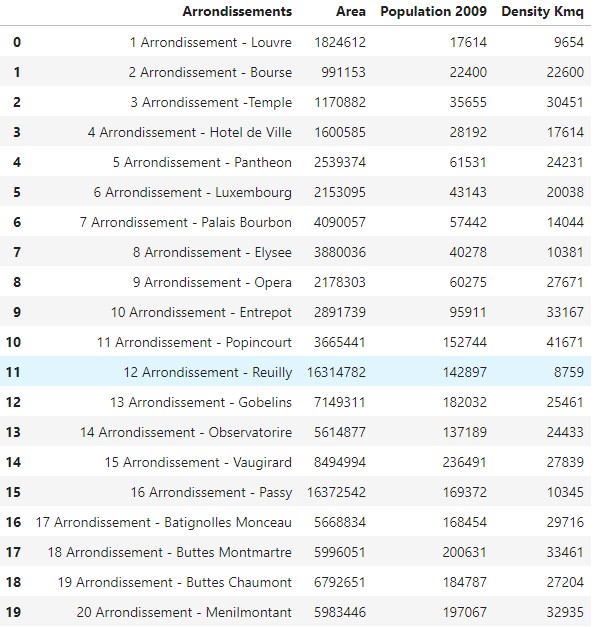 Arrondissements Area Population 2009 Density Kmq
0 1 Arrondissement - Louvre 1824612 17614 9654
1 2 Arrondissement - Bourse 991153 22400 22600
2 3 Arrondissement -Temple 1170882 35655 30451
3 4 Arrondissement - Hotel de Ville 1600585 28192 17614
4 5 Arrondissement - Pantheon 2539374 61531 24231
5 6 Arrondissement - Luxembourg 2153095 43143 20038
6 7 Arrondissement - Palais Bourbon 4090057 57442 14044
7 8 Arrondissement - Elysee 3880036 40278 10381
8 9 Arrondissement - Opera 2178303 60275 27671
9 10 Arrondissement - Entrepot 2891739 95911 33167
10 11 Arrondissement - Popincourt 3665441 152744 41671
11 12 Arrondissement - Reuilly 16314782 142897 8759
12 13 Arrondissement - Gobelins 7149311 182032 25461
13 14 Arrondissement - Observatorire 5614877 137189 24433
14 15 Arrondissement - Vaugirard 8494994 236491 27839
15 16 Arrondissement - Passy 16372542 169372 10345
16 17 Arrondissement - Batignolles Monceau 5668834 168454 29716
17 18 Arrondissement - Buttes Montmartre 5996051 200631 33461
18 19 Arrondissement - Buttes Chaumont 6792651 184787 27204
19 20 Arrondissement - Menilmontant 5983446 197067 32935